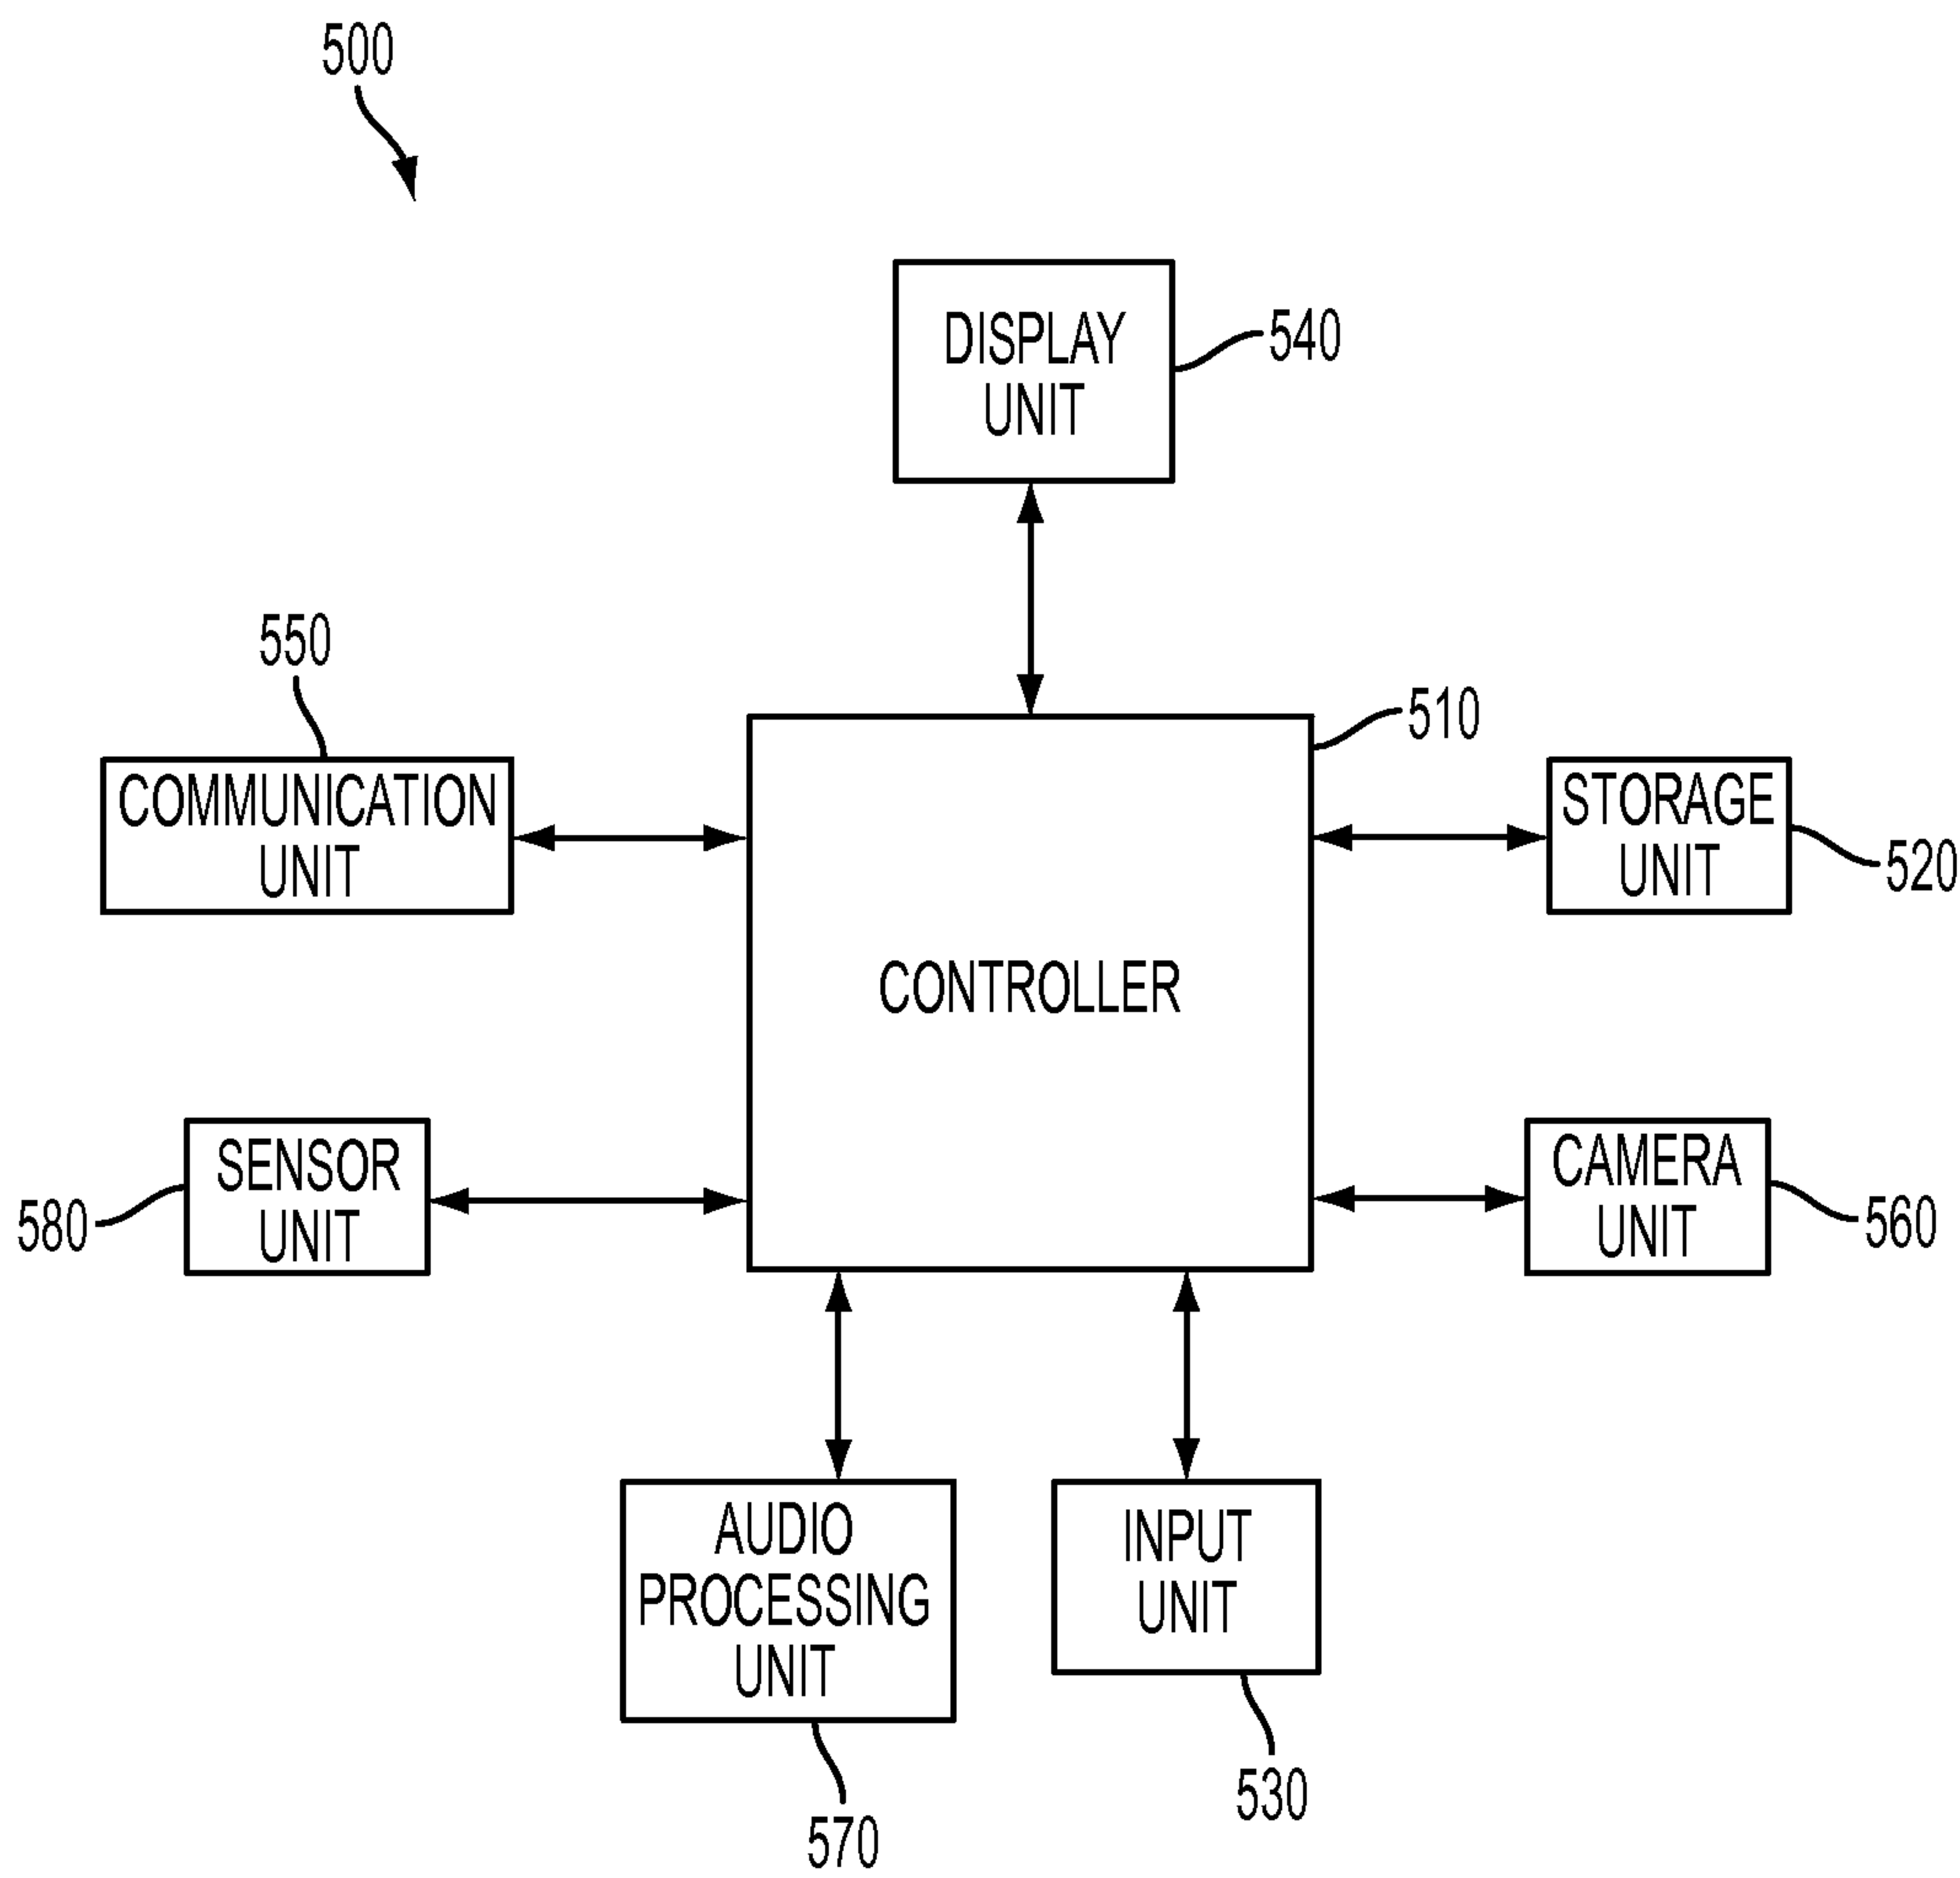 500
DISPLAY
UNIT
540
550
510
COMMUNICATION
UNIT
STORAGE
UNIT
520
CONTROLLER
SENSOR
UNIT
580
CAMERA
UNIT
560
AUDIO
PROCESSING
UNIT
INPUT
UNIT
530
570